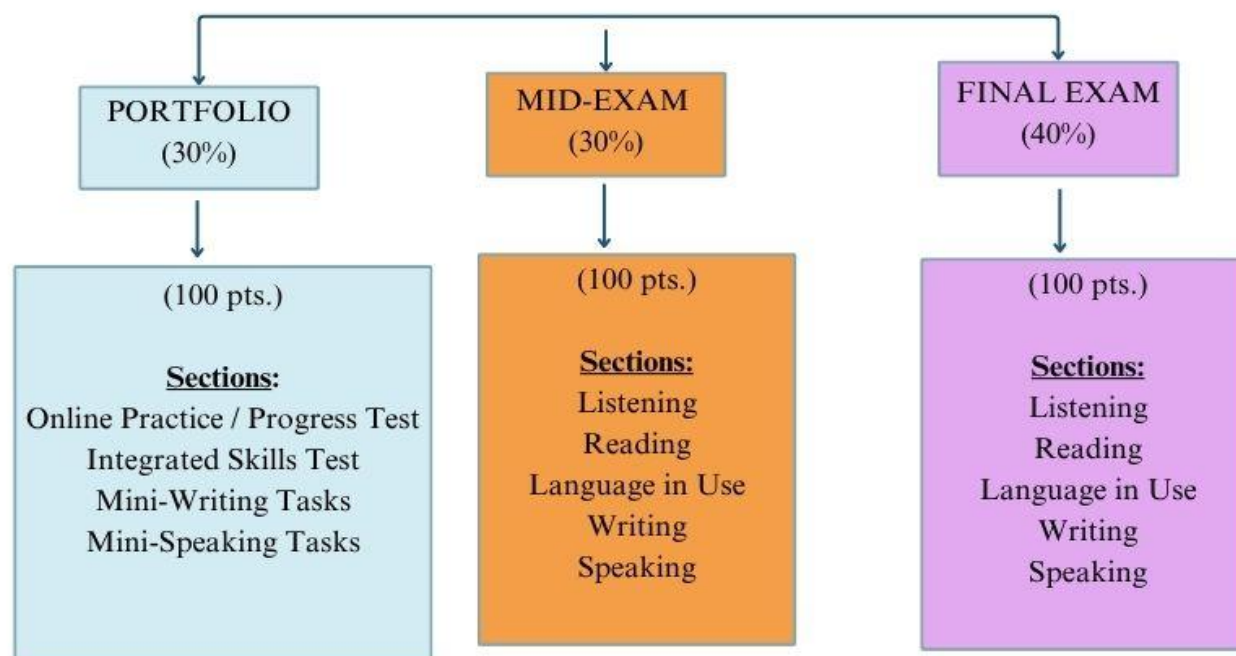 PORTFOLIO
(30%)
MID-EXAM
(30%)
FINAL EXAM
(40%)
(100 pts.)
Sections:
Online Practice / Progress Test
Integrated Skills Test
Mini-Writing Tasks
Mini-Speaking Tasks
(100 pts.)
Sections:
Listening
Reading
Language in Use
Writing
Speaking
(100 pts.)
Sections:
Listening
Reading
Language in Use
Writing
Speaking